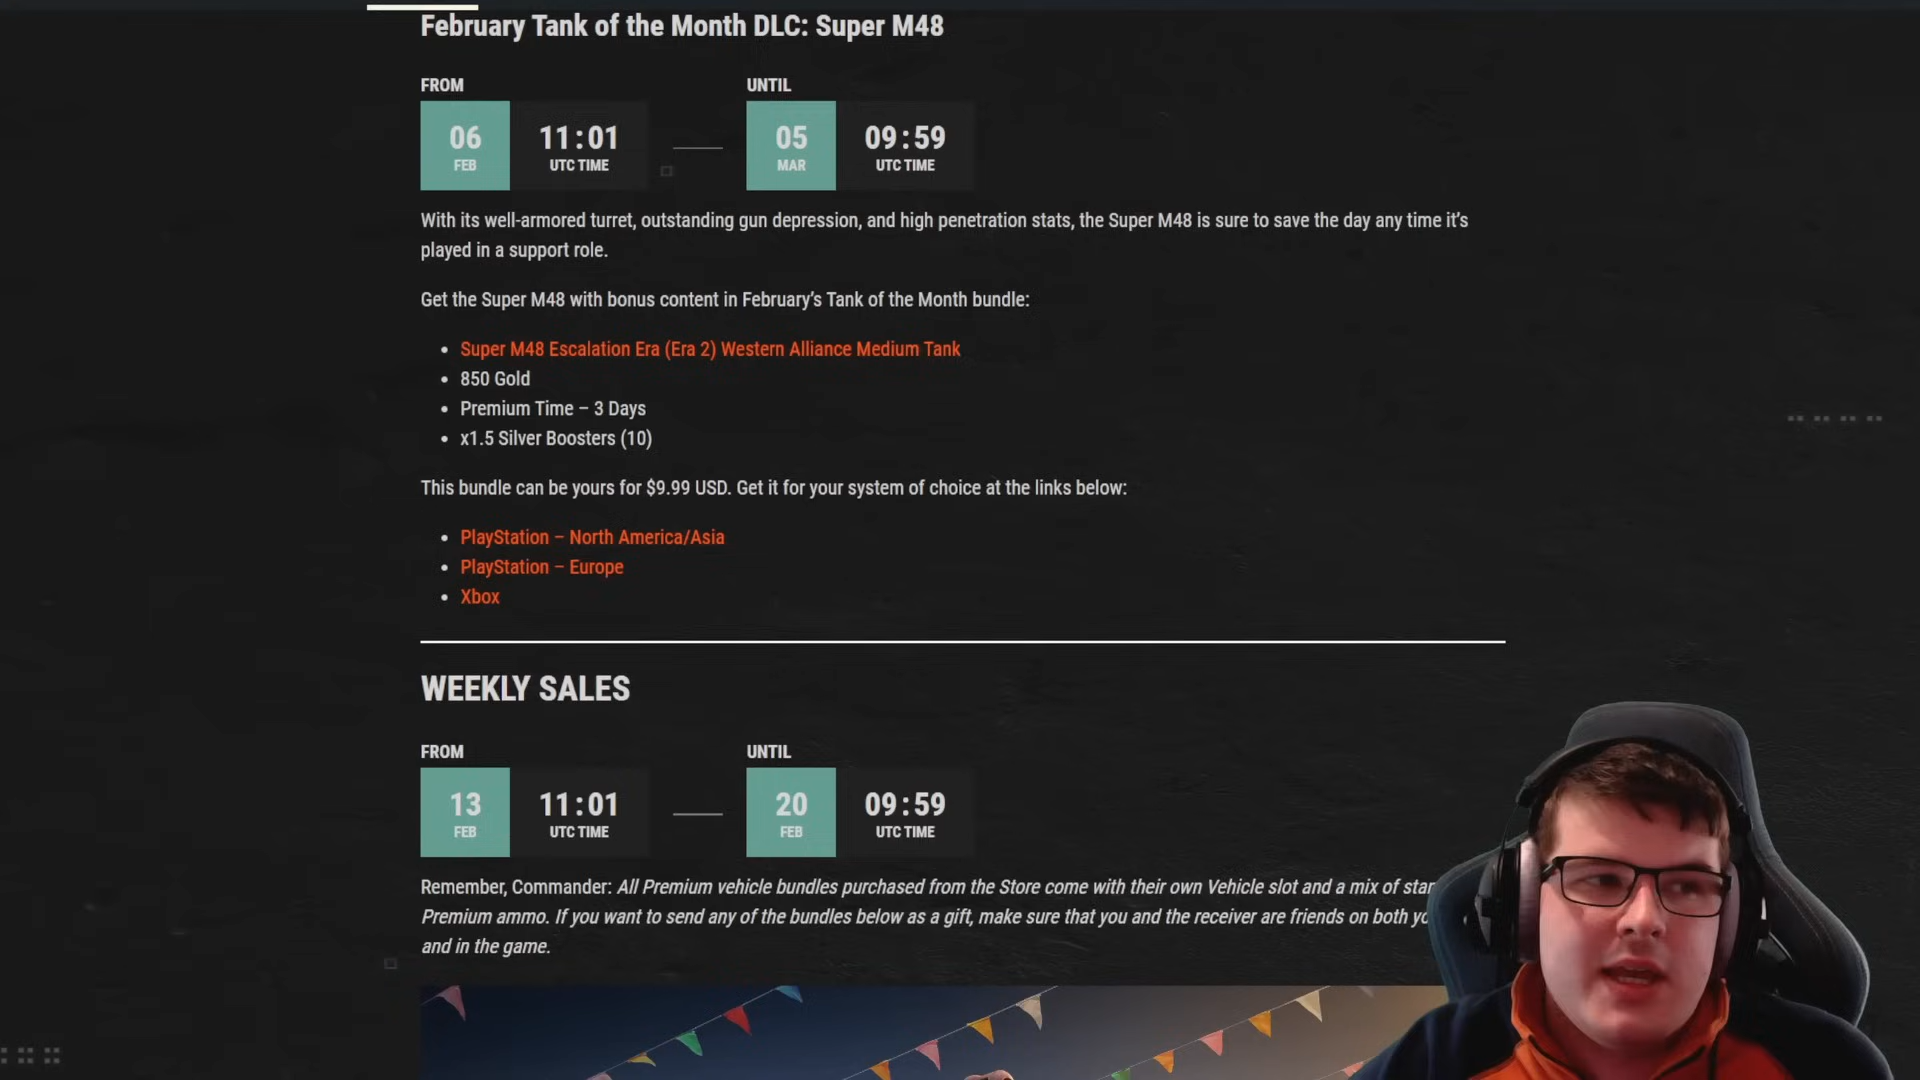 February Tank of the Month DLC: Super M48
FROM
UNTIL
06
FEB
11:01
UTC TIME
05
MAR
09:59
UTC TIME
With its well-armored turret, outstanding gun depression, and high penetration stats, the Super M48 is sure to save the day any time it’s
played in a support role.
Get the Super M48 with bonus content in February’s Tank of the Month bundle:
• Super M48 Escalation Era (Era 2) Western Alliance Medium Tank
• 850 Gold
• Premium Time – 3 Days
• x1.5 Silver Boosters (10)
This bundle can be yours for $9.99 USD. Get it for your system of choice at the links below:
• PlayStation – North America/Asia
• PlayStation – Europe
• Xbox
WEEKLY SALES
FROM
UNTIL
13
FEB
11:01
UTC TIME
20
FEB
09:59
UTC TIME
Remember, Commander: All Premium vehicle bundles purchased from the Store come with their own Vehicle slot and a mix of
Premium ammo. If you want to send any of the bundles below as a gift, make sure that you and the receiver are friends on both
and in the game.